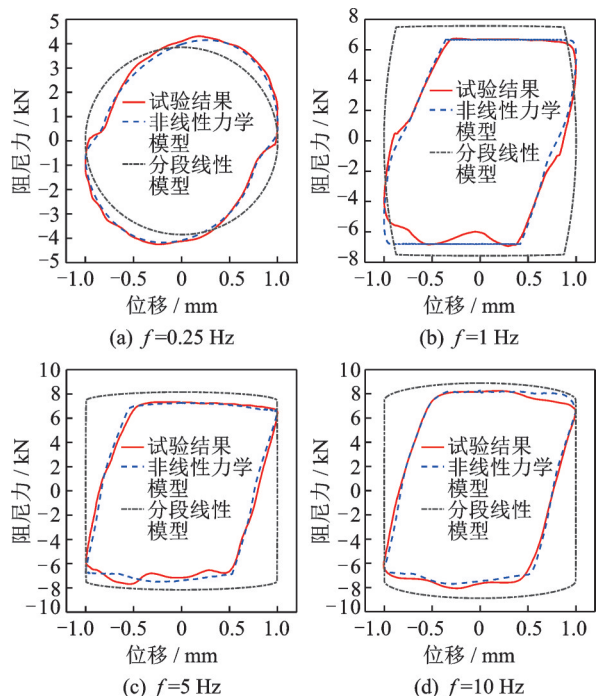 阻尼力 / kN
5
4
3
2
1
0
−1
−2
−3
−4
5
试验结果
非线性力学
模型
分段线性
模型
-1.0 -0.5 0 0.5 1.0
位移 / mm
(a) f=0.25 Hz
阻尼力 / kN
8
6
4
2
0
−2
−4
−6
−8
试验结果
非线性力学
模型
分段线性
模型
-1.0 -0.5 0 0.5 1.0
位移 / mm
(b) f=1 Hz
阻尼力 / kN
10
8
6
4
2
0
−2
−4
−6
−8
−10
试验结果
非线性力学
模型
分段线性
模型
-1.0 -0.5 0 0.5 1.0
位移 / mm
(c) f=5 Hz
阻尼力 / kN
10
8
6
4
2
0
−2
−4
−6
−8
−10
试验结果
非线性力学
模型
分段线性
模型
-1.0 -0.5 0 0.5 1.0
位移 / mm
(d) f=10 Hz